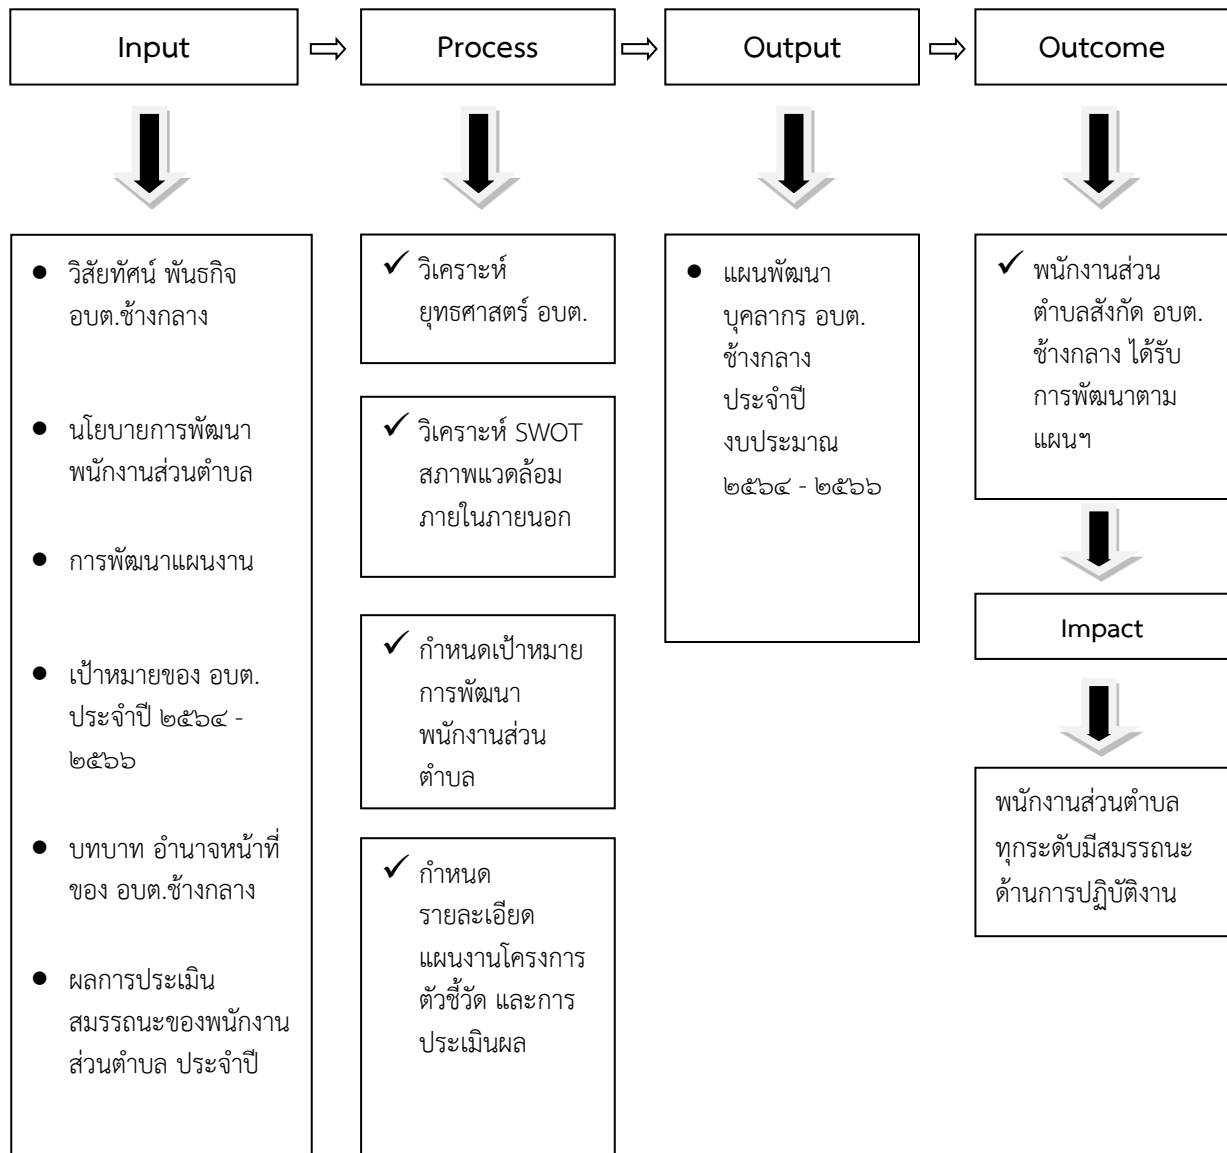 Input
Process
Output
Outcome
วิสัยทัศน์ พันธกิจ
อบต.ช้างกลาง
นโยบายการพัฒนา
พนักงานส่วนตำบล
การพัฒนาแผนงาน
เป้าหมายของ อบต.
ประจำปี ๒๕๖๔ -
๒๕๖๖
บทบาท อำนาจหน้าที่
ของ อบต.ช้างกลาง
ผลการประเมิน
สมรรถนะของพนักงาน
ส่วนตำบล ประจำปี
วิเคราะห์
ยุทธศาสตร์ อบต.
วิเคราะห์ SWOT
สภาพแวดล้อม
ภายในภายนอก
กำหนดเป้าหมาย
การพัฒนา
พนักงานส่วน
ตำบล
กำหนด
รายละเอียด
แผนงานโครงการ
ตัวชี้วัด และการ
ประเมินผล
แผนพัฒนา
บุคลากร อบต.
ช้างกลาง
ประจำปี
งบประมาณ
๒๕๖๔ - ๒๕๖๖
พนักงานส่วน
ตำบลสังกัด อบต.
ช้างกลาง ได้รับ
การพัฒนาตาม
แผนฯ
Impact
พนักงานส่วนตำบล
ทุกระดับมีสมรรถนะ
ด้านการปฏิบัติงาน